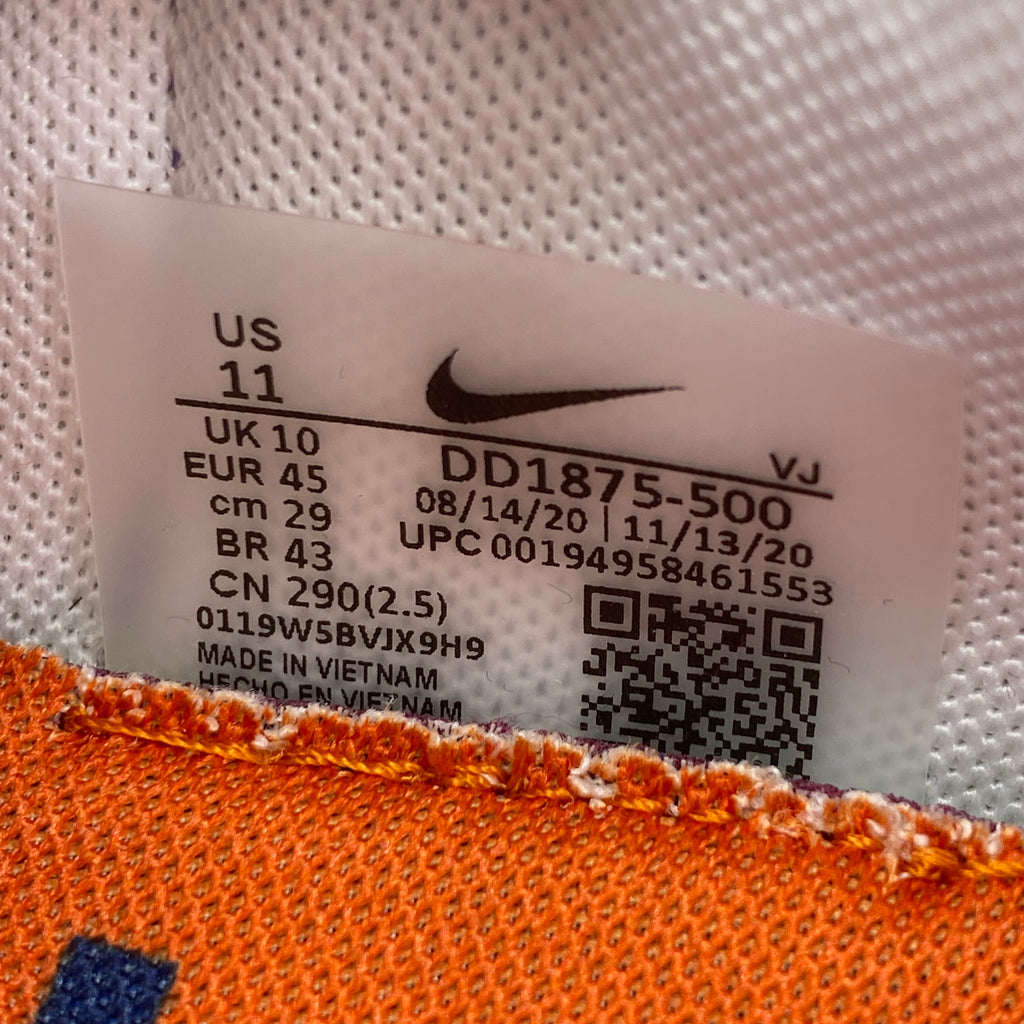 US
11
UK 10
EUR 45
cm 29
BR 43
CN 290(2.5)
0119W5BVJX9H9
MADE IN VIETNAM
HECHO EN VIETNAM
VJ
DD1875-500
08/14/20 | 11/13/20
UPC 00194958461553